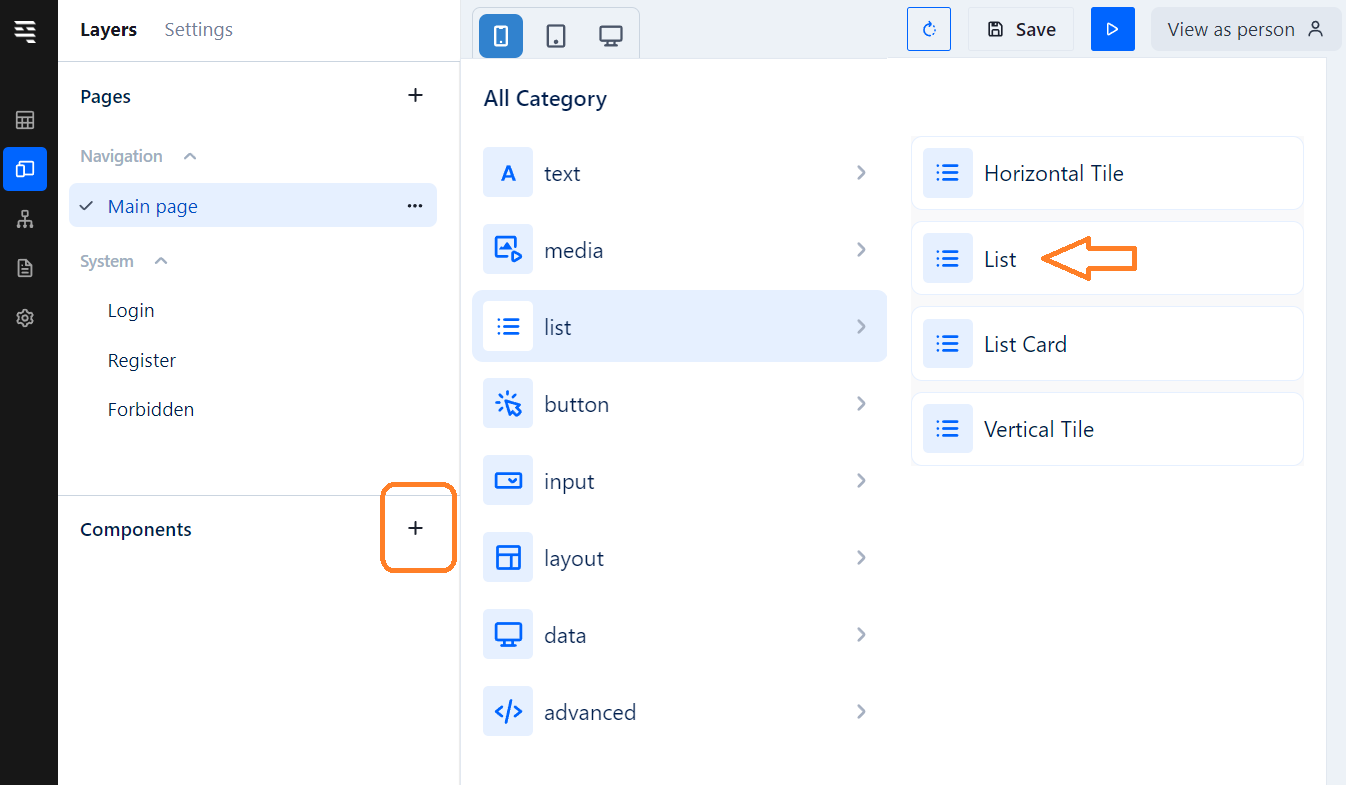 Layers Settings
Save
View as person
Pages
Navigation
Main page
System
Login
Register
Forbidden
Components
All Category
A text
media
list
button
input
layout
data
advanced
Horizontal Tile
List
List Card
Vertical Tile